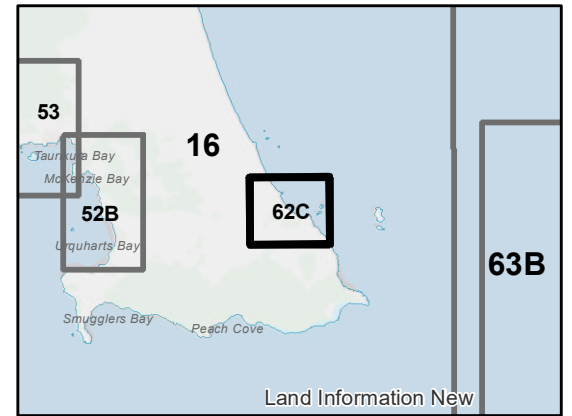 53
16
Taurikura Bay
McKenzie Bay
52B
62C
Urquharts Bay
63B
Smugglers Bay
Peach Cove
Land Information New